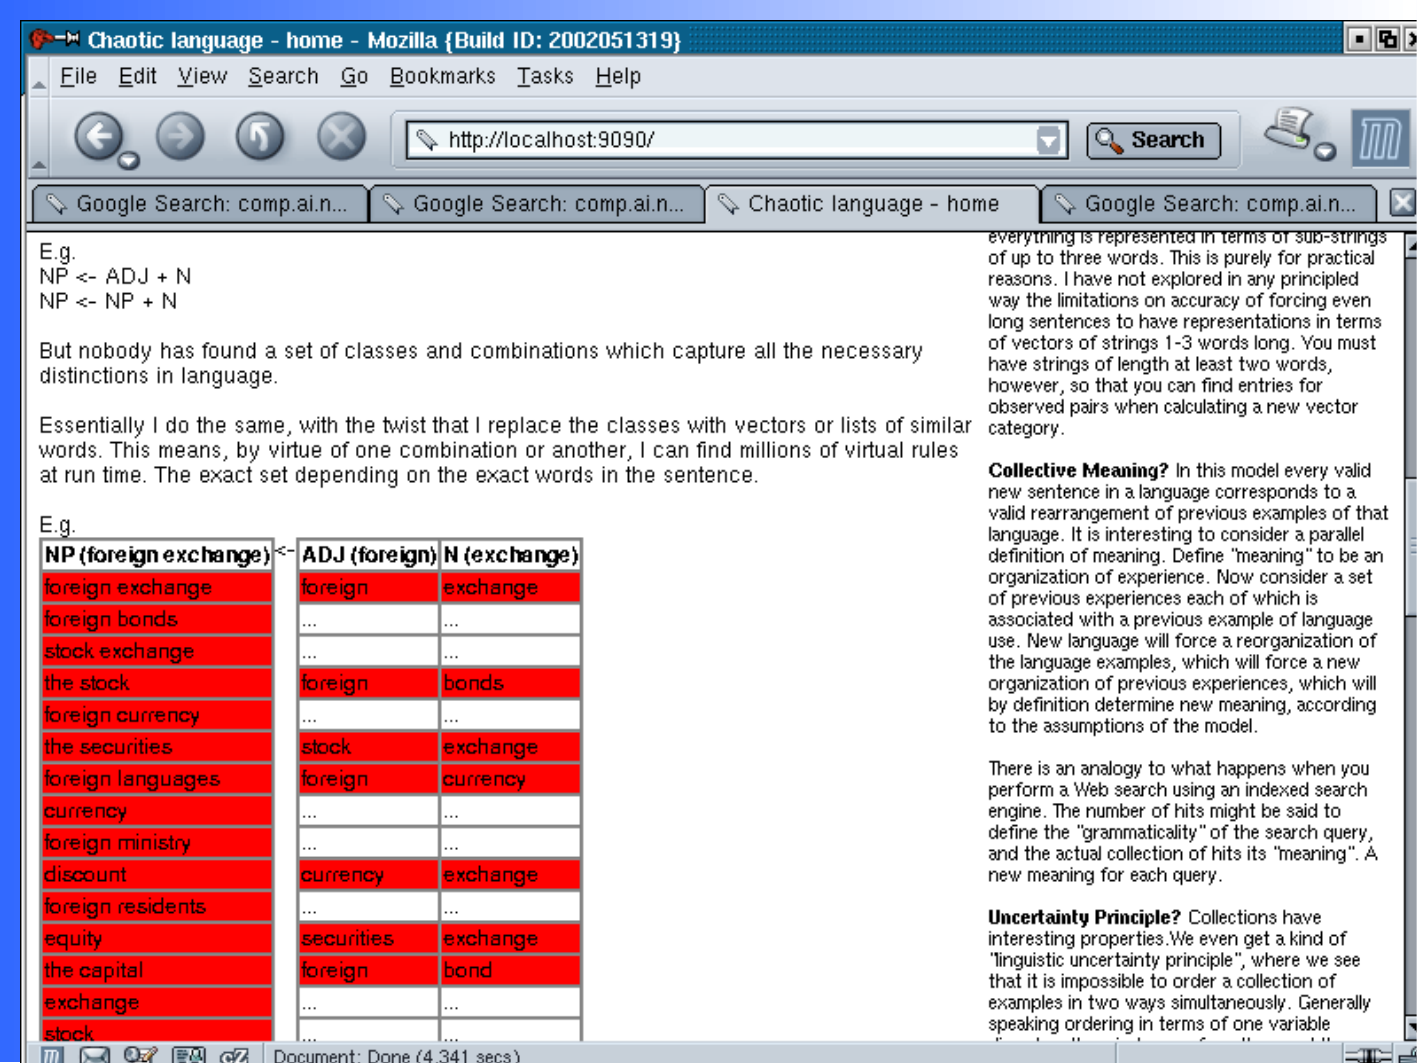 Chaotic language - home - Mozilla {Build ID: 2002051319}
File Edit View Search Go Bookmarks Tasks Help
http://localhost:9090/
Search
Google Search: comp.ai.n...
Google Search: comp.ai.n...
Chaotic language - home
Google Search: comp.ai.n...
E.g.
NP <- ADJ + N
NP <- NP + N
But nobody has found a set of classes and combinations which capture all the necessary
distinctions in language.
Essentially I do the same, with the twist that I replace the classes with vectors or lists of similar
words. This means, by virtue of one combination or another, I can find millions of virtual rules
at run time. The exact set depending on the exact words in the sentence.
E.g.
NP (foreign exchange) <- ADJ (foreign) N (exchange)
foreign exchange foreign exchange
foreign bonds ... ...
stock exchange ... ...
the stock foreign bonds
foreign currency ... ...
the securities stock exchange
foreign languages foreign currency
currency ... ...
foreign ministry ... ...
discount currency exchange
foreign residents ... ...
equity securities exchange
the capital foreign bond
exchange ... ...
stock ... ...
everything is represented in terms of sub-strings
of up to three words. This is purely for practical
reasons. I have not explored in any principled
way the limitations on accuracy of forcing even
long sentences to have representations in terms
of vectors of strings 1-3 words long. You must
have strings of length at least two words,
however, so that you can find entries for
observed pairs when calculating a new vector
category.
Collective Meaning? In this model every valid
new sentence in a language corresponds to a
valid rearrangement of previous examples of that
language. It is interesting to consider a parallel
definition of meaning. Define "meaning" to be an
organization of experience. Now consider a set
of previous experiences each of which is
associated with a previous example of language
use. New language will force a reorganization of
the language examples, which will force a new
organization of previous experiences, which will
by definition determine new meaning, according
to the assumptions of the model.
There is an analogy to what happens when you
perform a Web search using an indexed search
engine. The number of hits might be said to
define the "grammaticality" of the search query,
and the actual collection of hits its "meaning". A
new meaning for each query.
Uncertainty Principle? Collections have
interesting properties.We even get a kind of
"linguistic uncertainty principle", where we see
that it is impossible to order a collection of
examples in two ways simultaneously. Generally
speaking ordering in terms of one variable
Document: Done (4.341 secs)